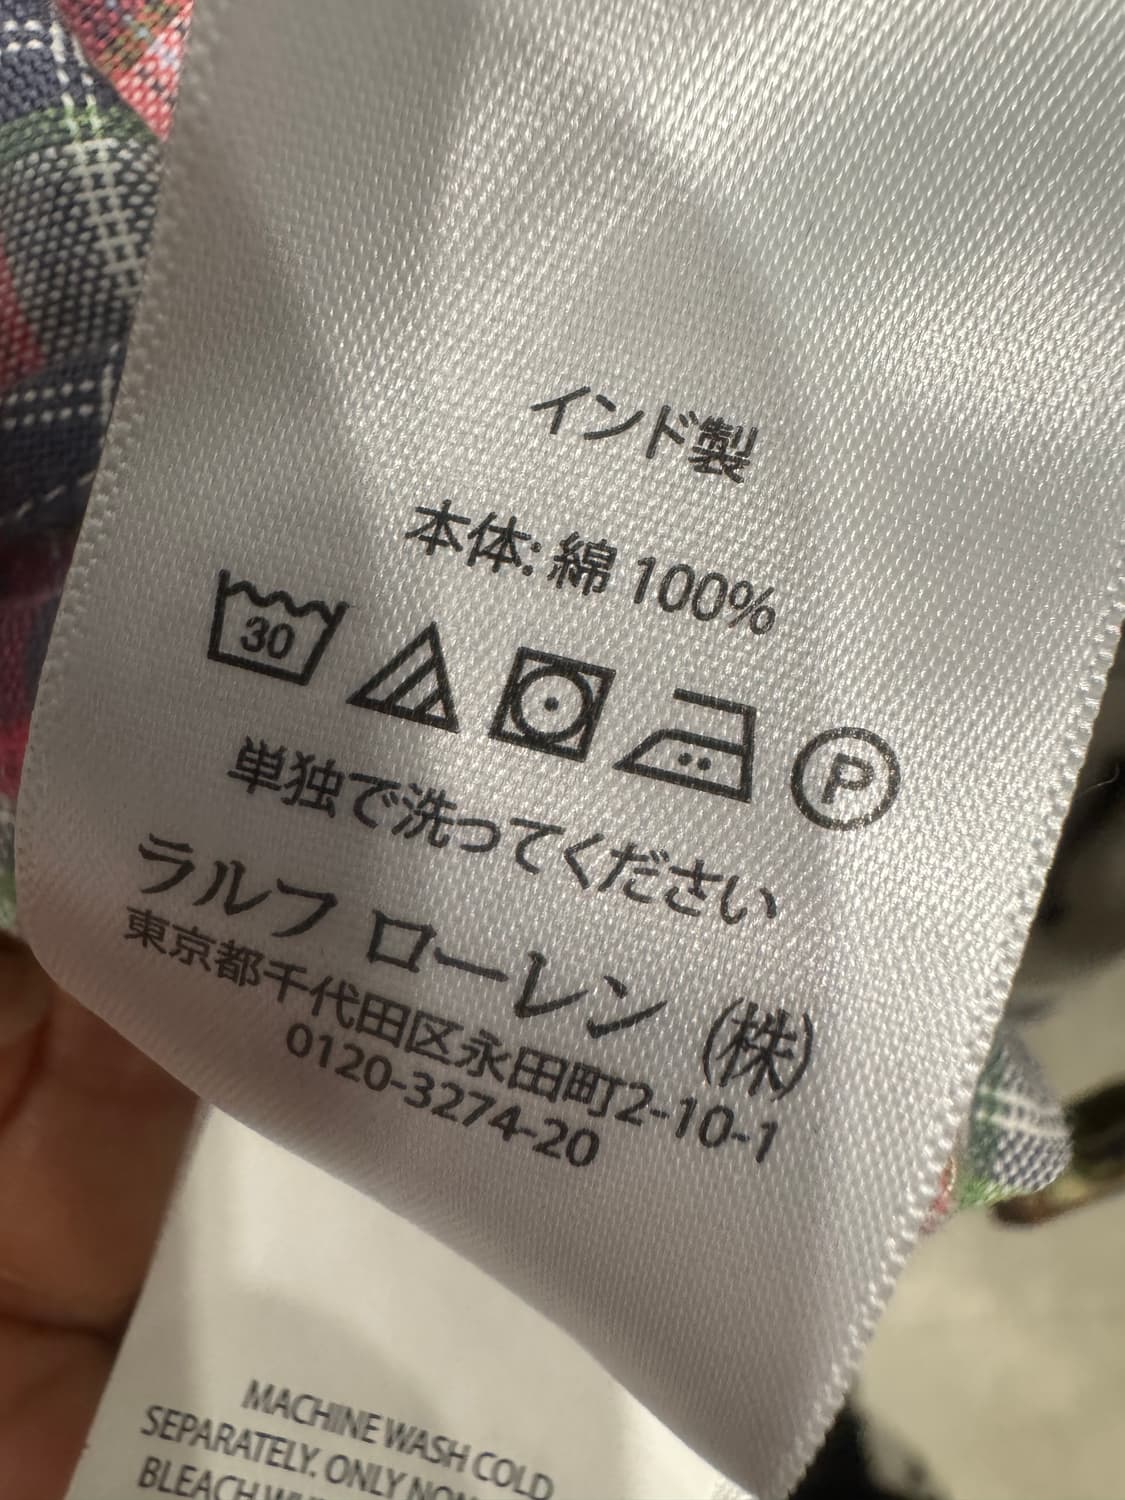 インド製
本体: 綿 100%
30
P
単独で洗ってください
ラルフ ローレン (株)
東京都千代田区永田町2-10-1
0120-3274-20
MACHINE WASH COLD
SEPARATELY. ONLY NON
BLEACH